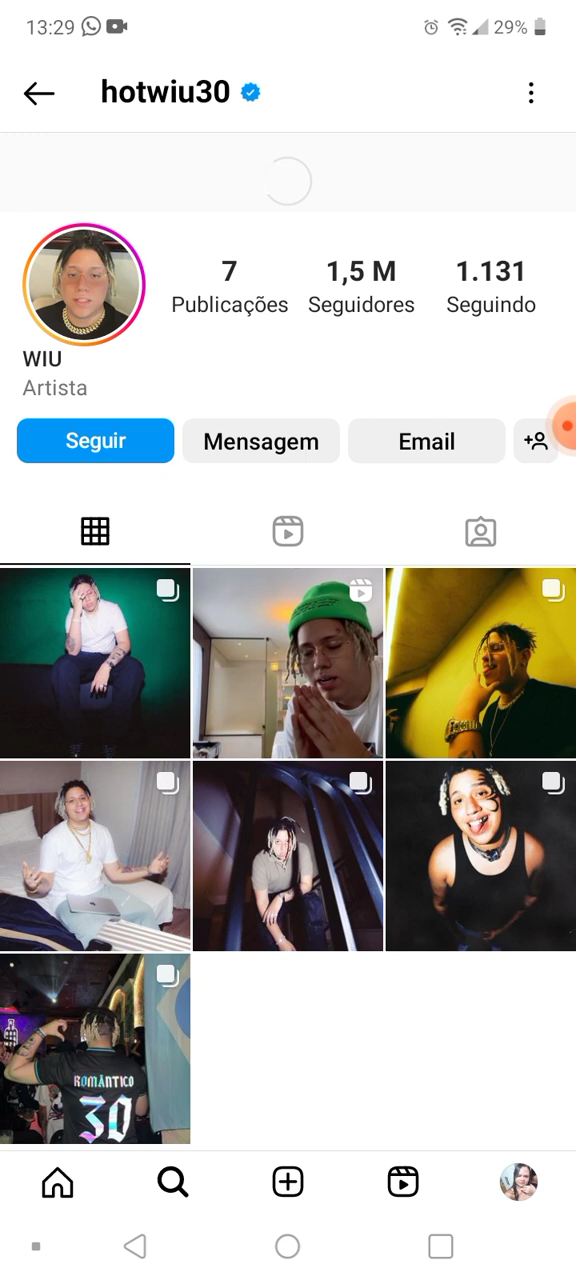 13:29 29%
hotwiu30
7 1,5 M 1.131
Publicações Seguidores Seguindo
WIU
Artista
Seguir Mensagem Email
ROMÂNTICO
30